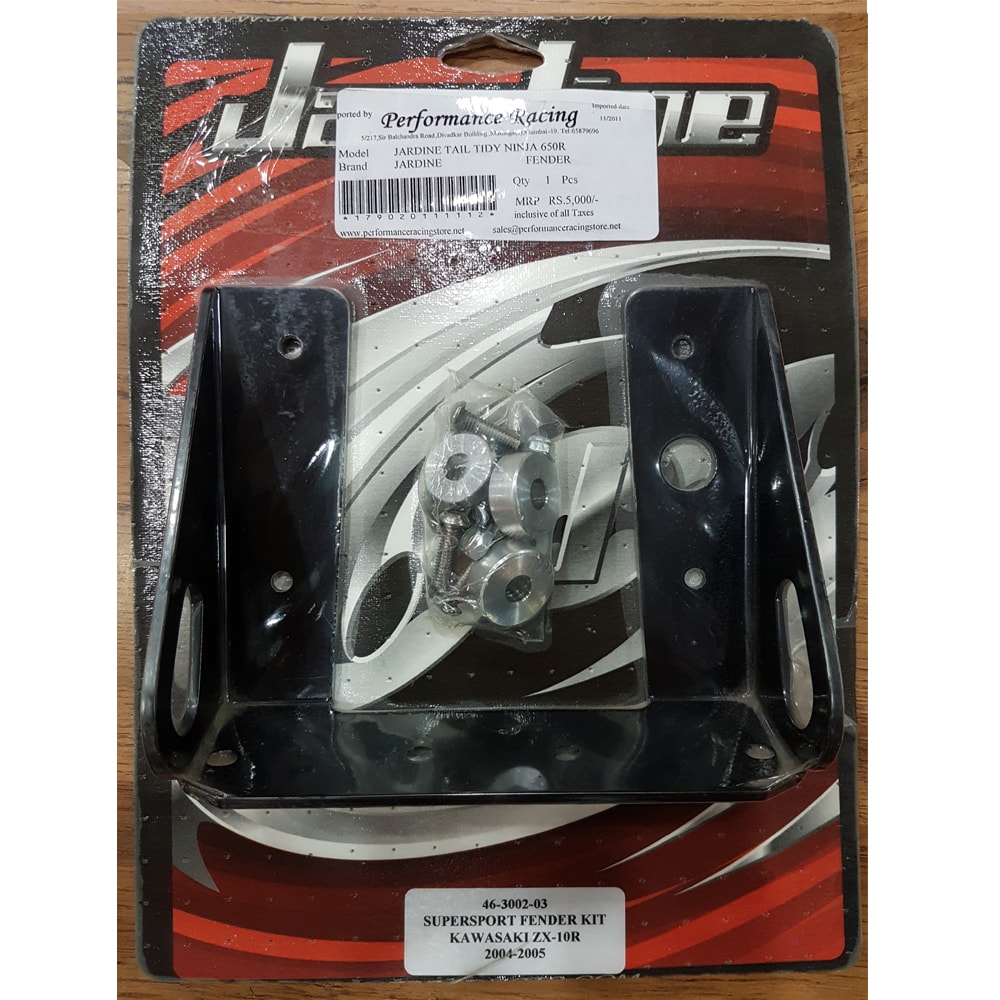 Jardine
ported by Performance Racing
Imported date
11/2011
5/217,Sir Balchandra Road,Divadkar Building, Mumbai-19. Tel:65879696
Model JARDINE TAIL TIDY NINJA 650R
Brand JARDINE FENDER
Qty 1 Pcs
MRP RS.5,000/-
inclusive of all Taxes
*179020111112*
www.performanceracingstore.net sales@performanceracingstore.net
46-3002-03
SUPERSPORT FENDER KIT
KAWASAKI ZX-10R
2004-2005